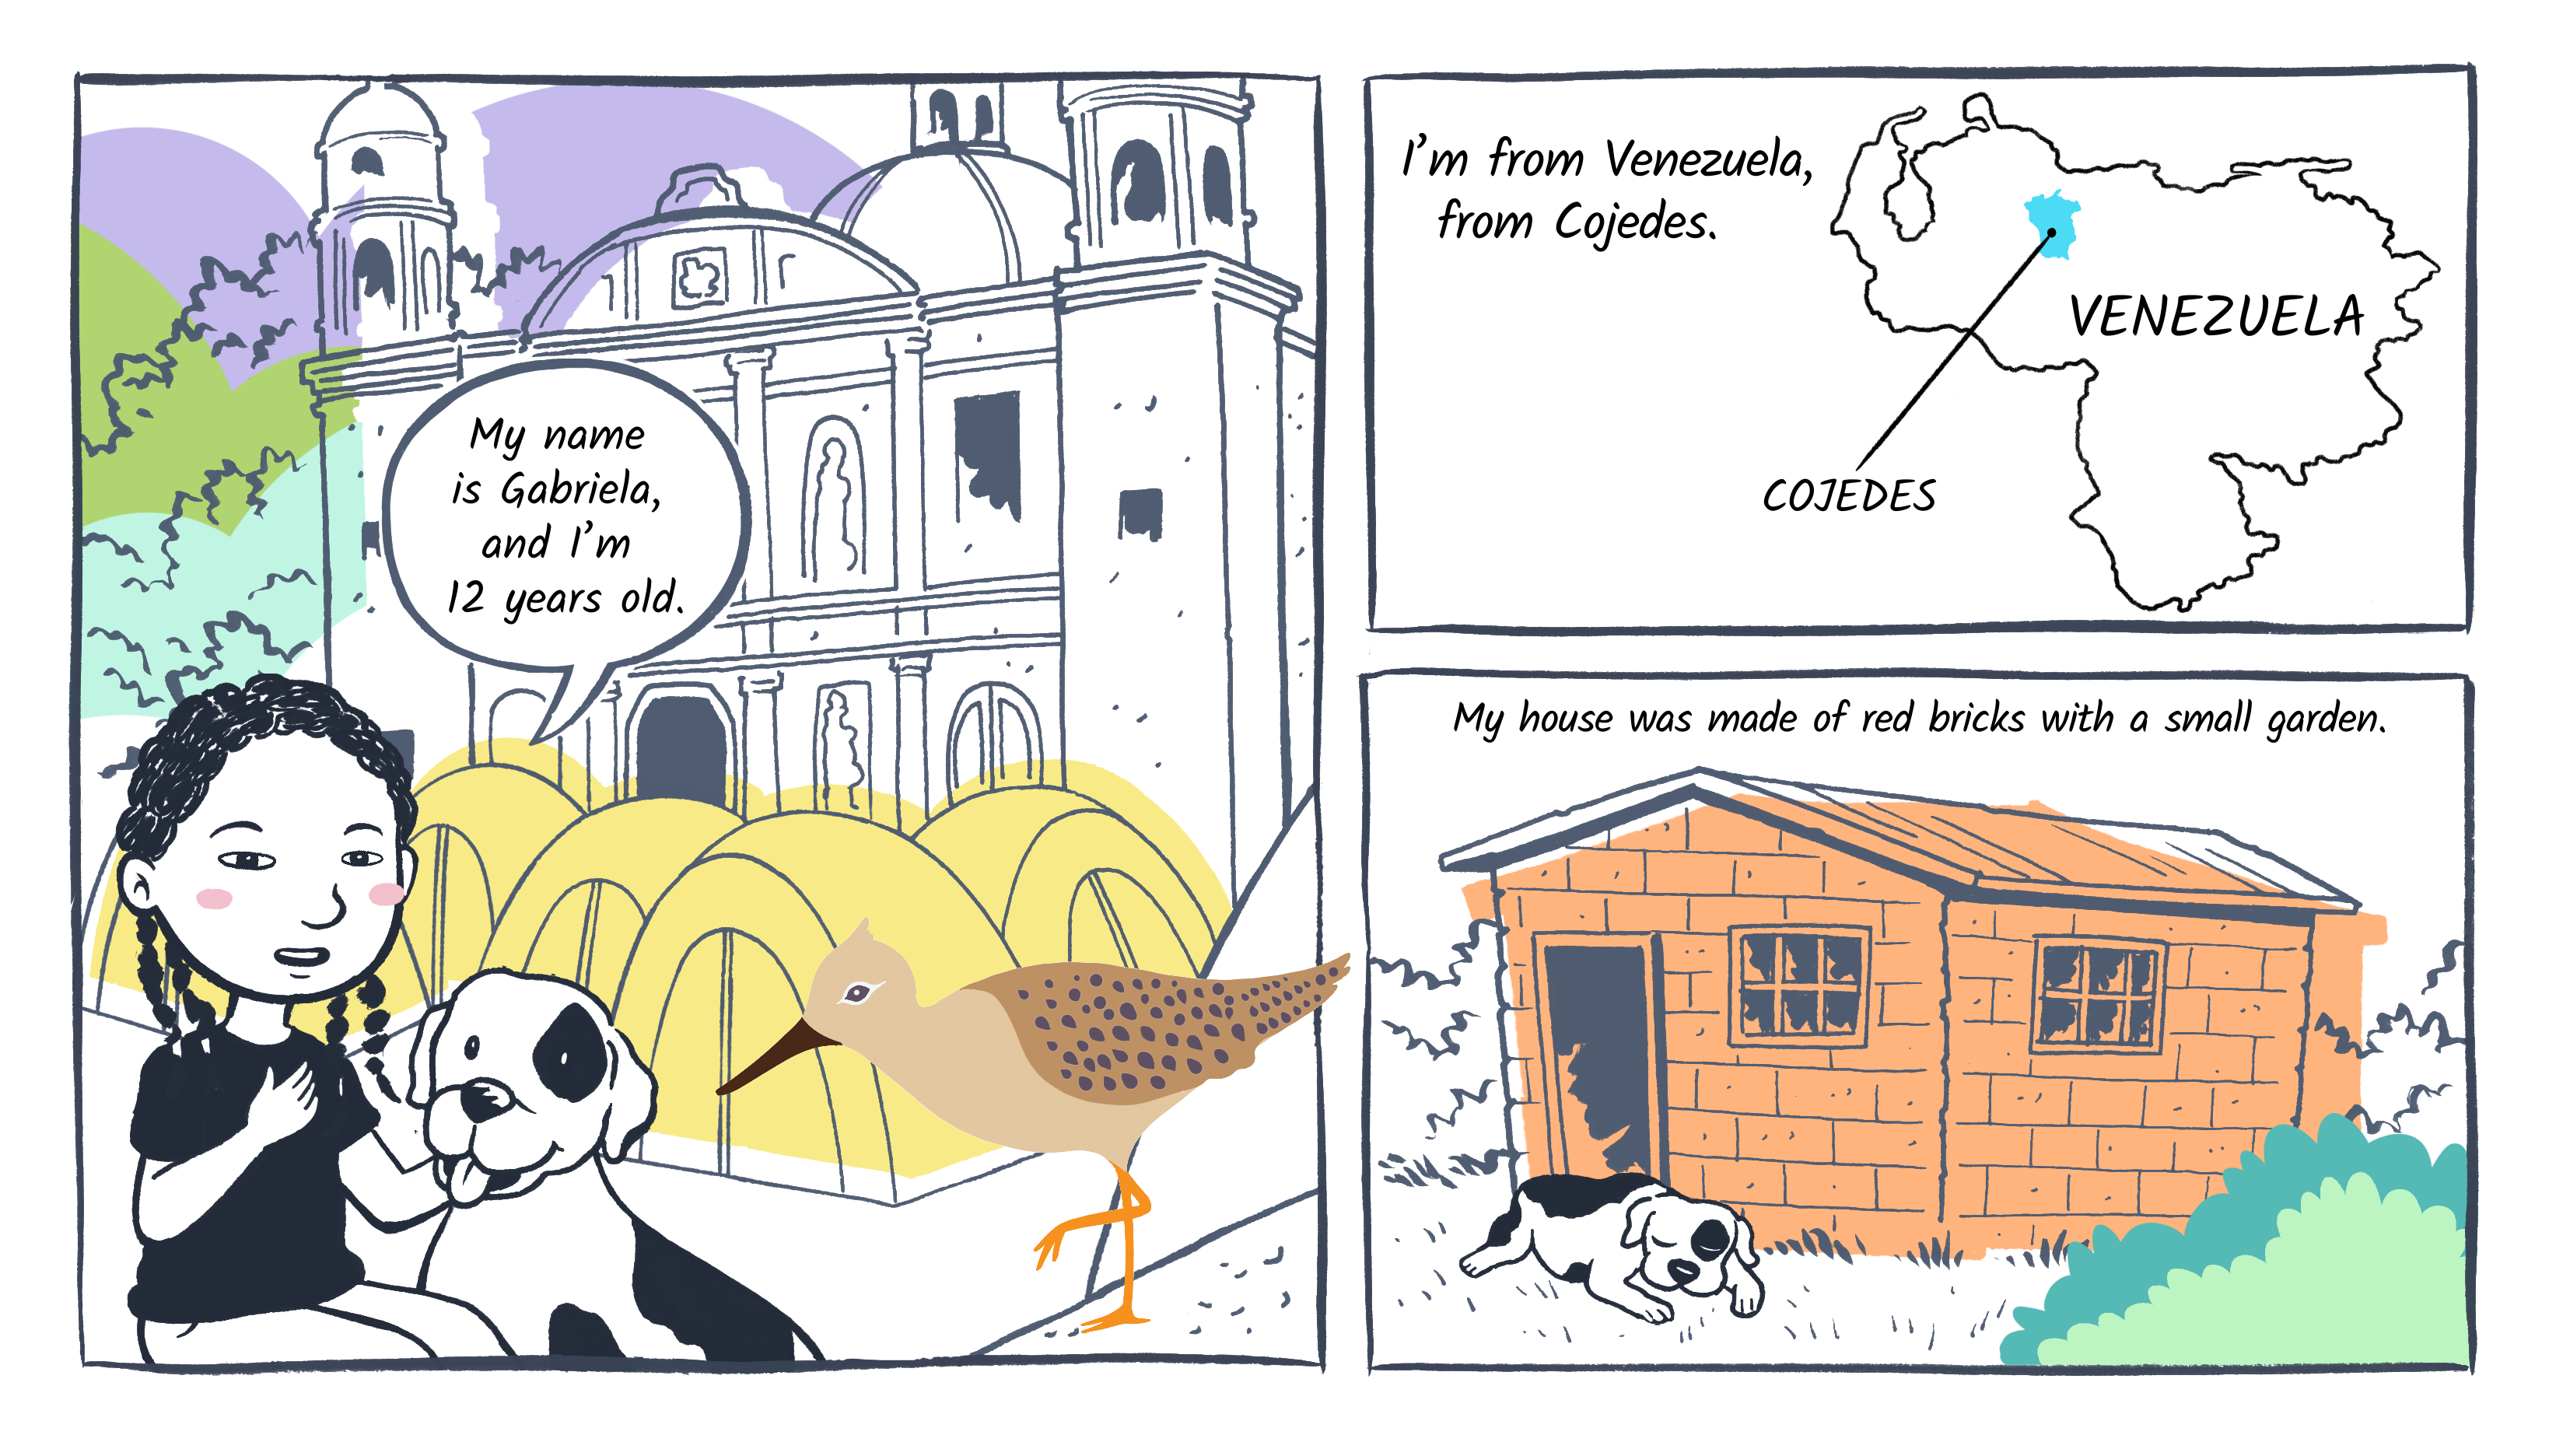 My name
is Gabriela,
and I'm
12 years old.
I'm from Venezuela,
from Cojedes.
VENEZUELA
COJEDES
My house was made of red bricks with a small garden.